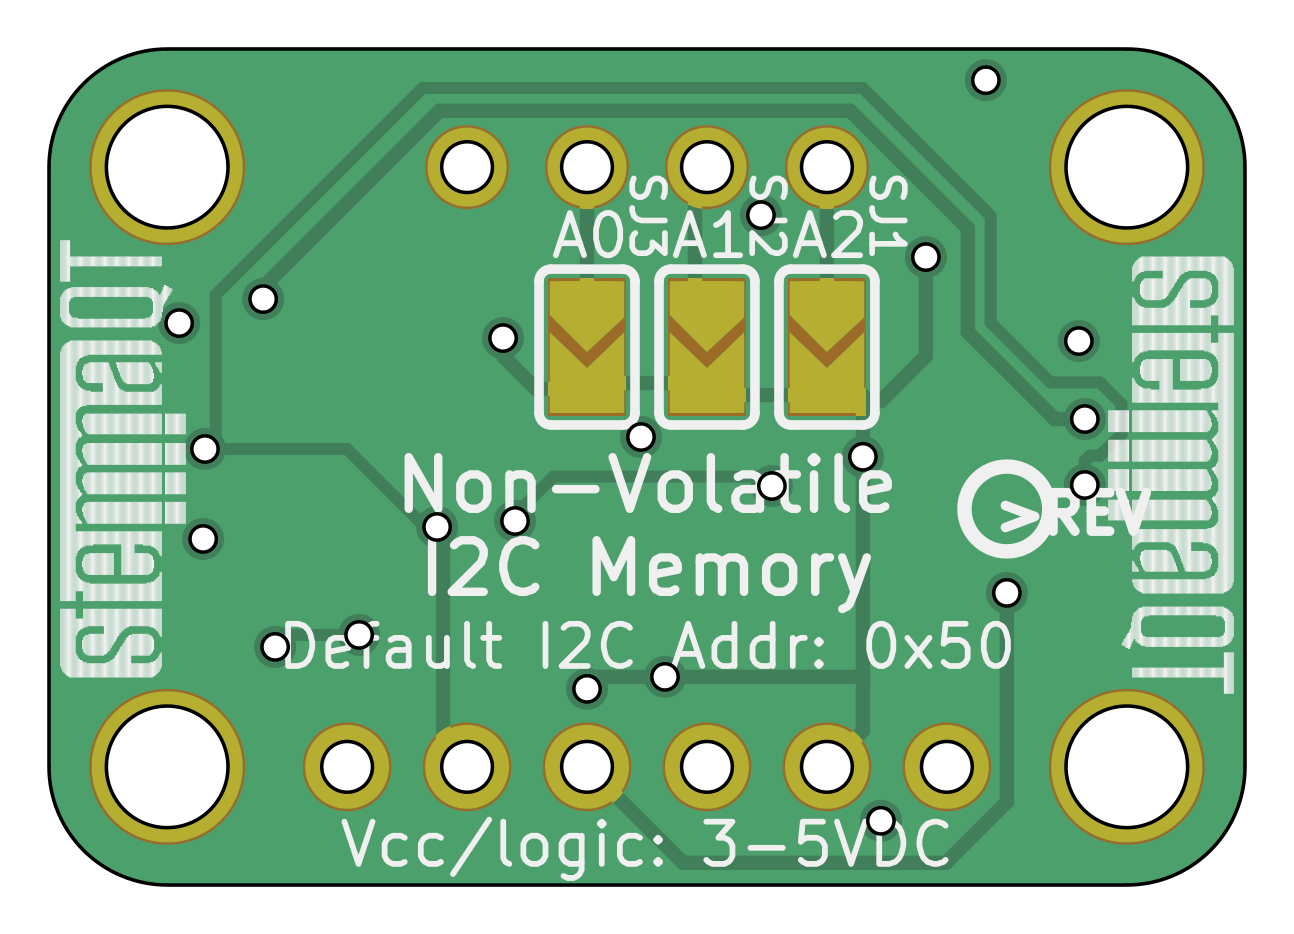 SJ3 SJ2 SJ1
A0 A1 A2
stemmaQT
stemmaQT
Non-Volatile
>REV
I2C Memory
Default I2C Addr: 0x50
Vcc/logic: 3-5VDC